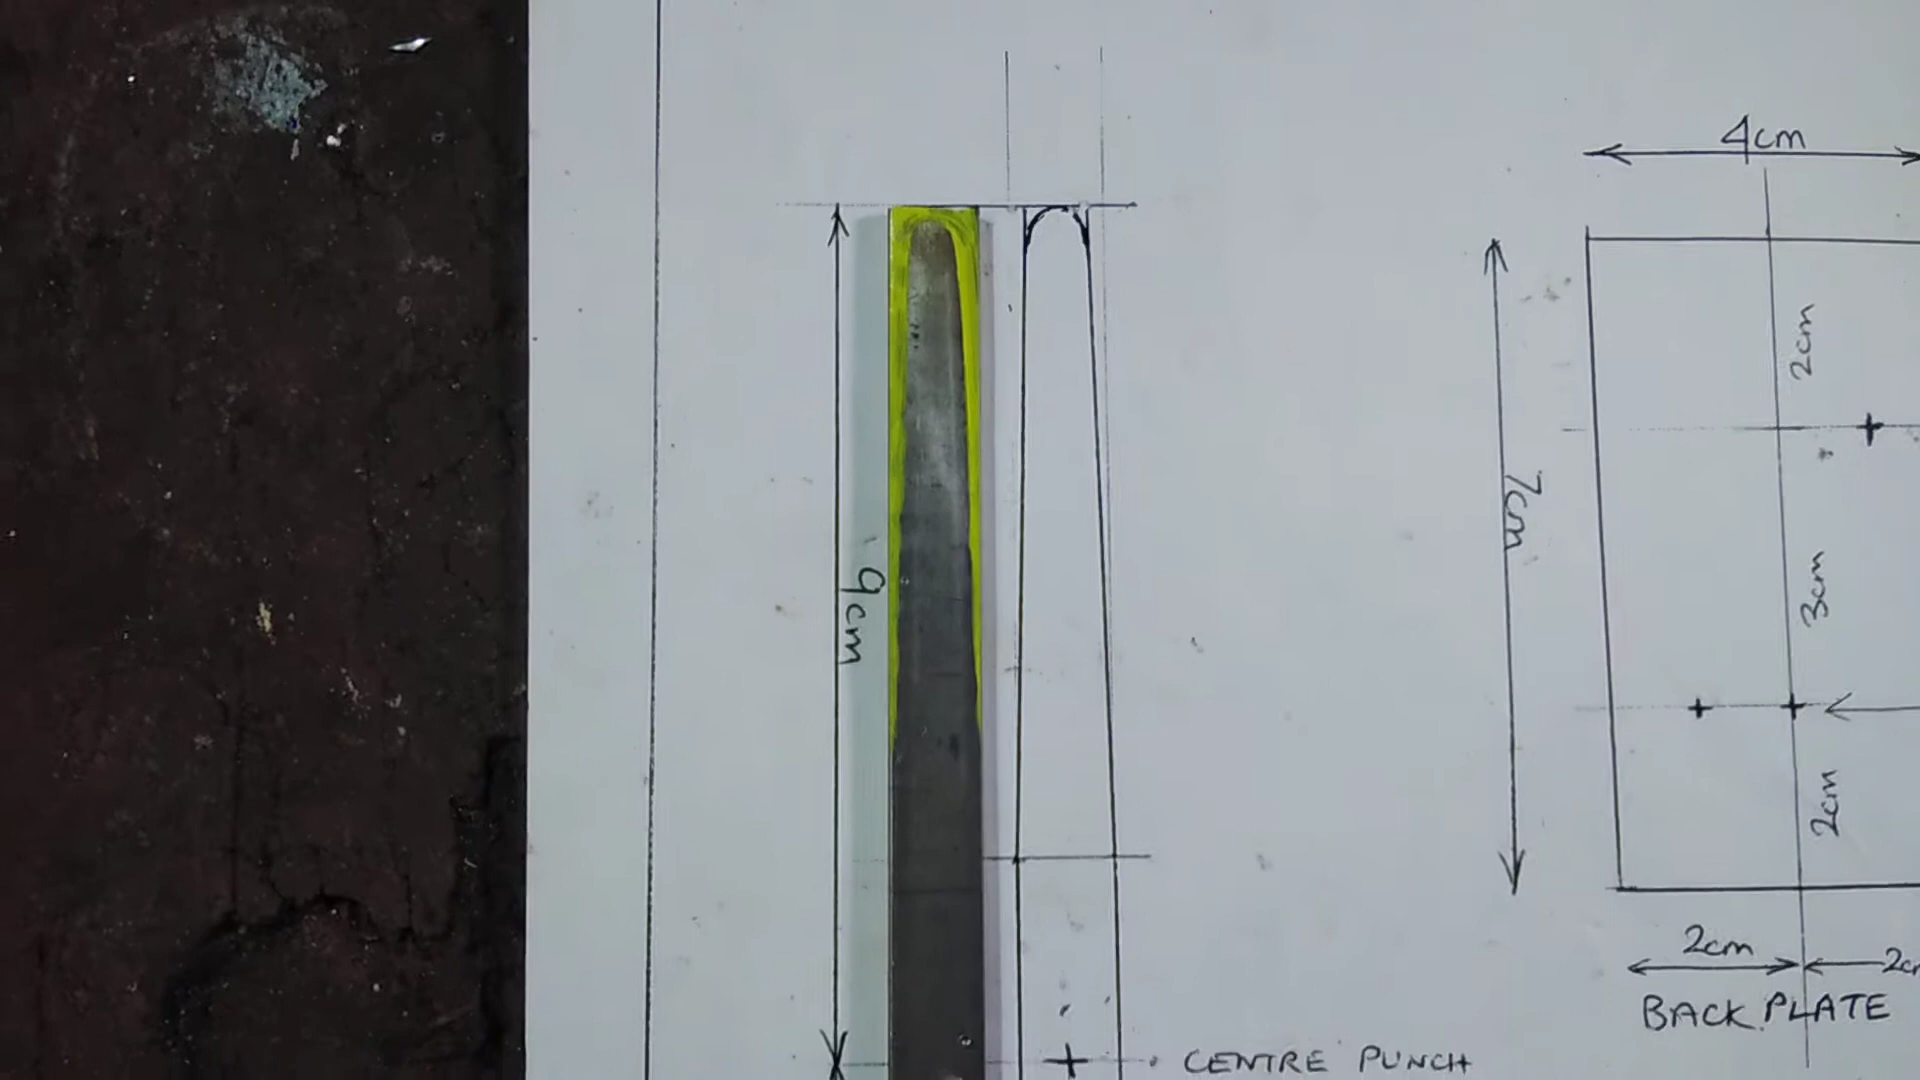 4cm
2cm
7cm
9cm
3cm
2cm
2cm
BACK PLATE
CENTRE PUNCH